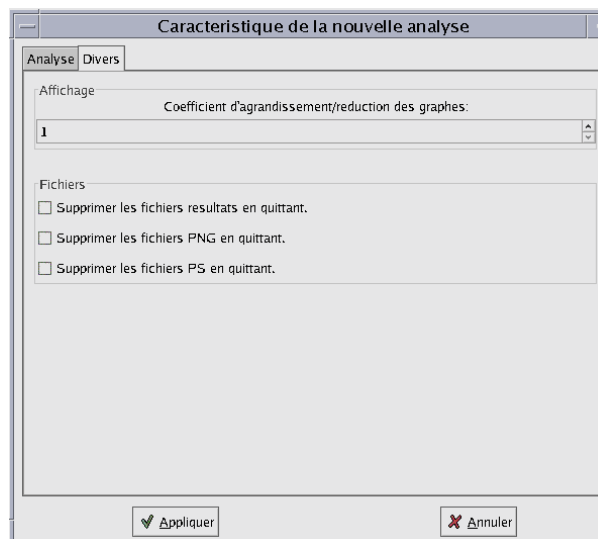 Caracteristique de la nouvelle analyse
Analyse Divers
Affichage
Coefficient d'agrandissement/reduction des graphes:
1
Fichiers
Supprimer les fichiers resultats en quittant.
Supprimer les fichiers PNG en quittant.
Supprimer les fichiers PS en quittant.
Appliquer Annuler